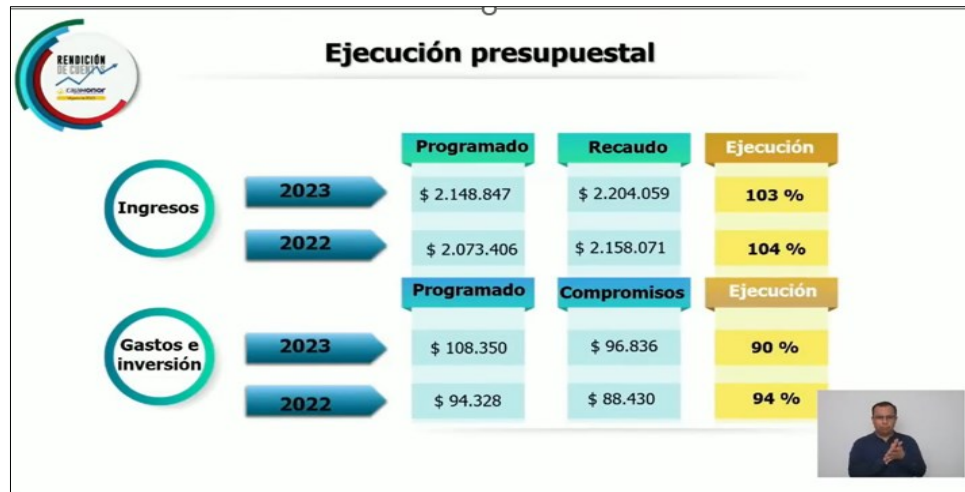 Ejecución presupuestal
RENDICIÓN
DE CUENTAS
cajaHonor
Programado Recaudo Ejecución
Ingresos
2023 $ 2.148.847 $ 2.204.059 103 %
2022 $ 2.073.406 $ 2.158.071 104 %
Programado Compromisos Ejecución
Gastos e
inversión
2023 $ 108.350 $ 96.836 90 %
2022 $ 94.328 $ 88.430 94 %